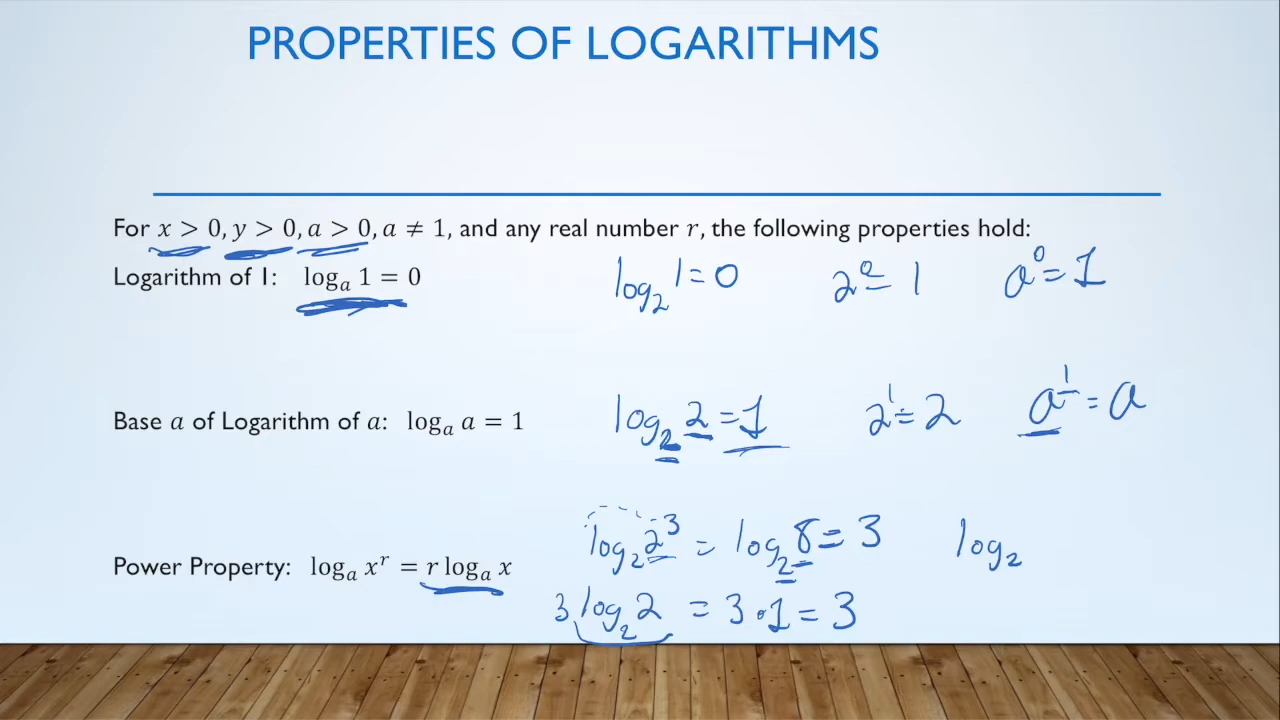 PROPERTIES OF LOGARITHMS
For x > 0, y > 0, a > 0, a ≠ 1, and any real number r, the following properties hold:
Logarithm of 1: logₐ 1 = 0 log₂ 1 = 0 2⁰ = 1 a⁰ = 1
Base a of Logarithm of a: logₐ a = 1 log₂ 2 = 1 2¹ = 2 a¹ = a
log₂ 2³ = log₂ 8 = 3 log₂
Power Property: logₐ xʳ = r logₐ x
3 log₂ 2 = 3 · 1 = 3